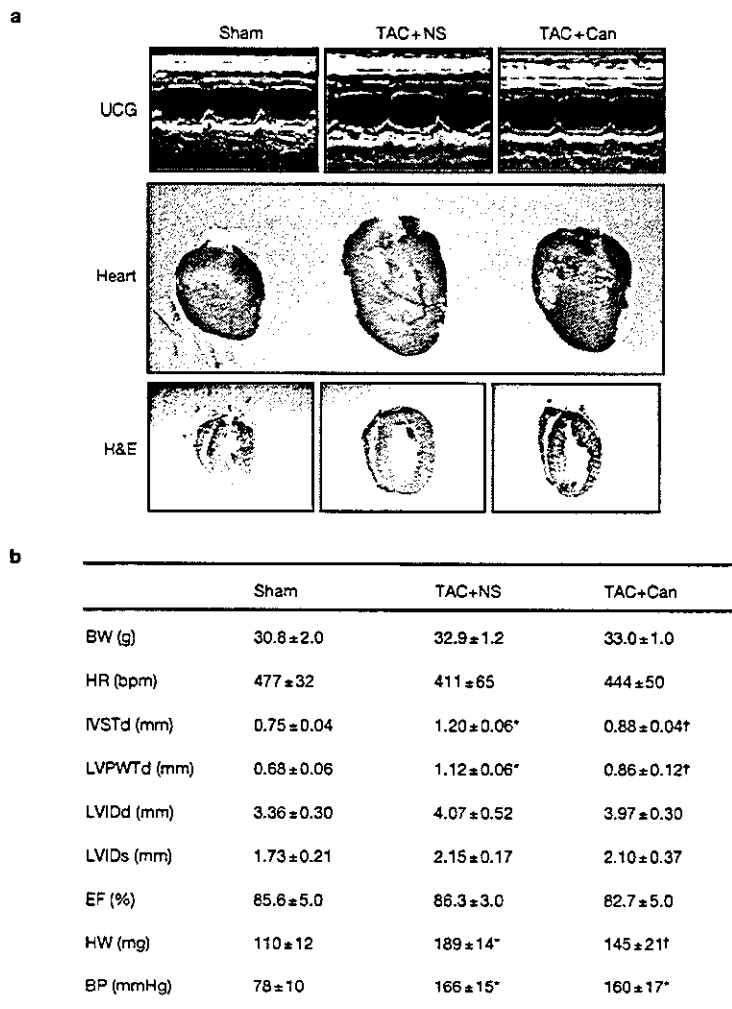 a
Sham TAC+NS TAC+Can
UCG
Heart
H&E
b
Sham TAC+NS TAC+Can
BW (g) 30.8±2.0 32.9±1.2 33.0±1.0
HR (bpm) 477±32 411±65 444±50
IVSTd (mm) 0.75±0.04 1.20±0.06* 0.88±0.04†
LVPWTd (mm) 0.68±0.06 1.12±0.06* 0.86±0.12†
LVIDd (mm) 3.36±0.30 4.07±0.52 3.97±0.30
LVIDs (mm) 1.73±0.21 2.15±0.17 2.10±0.37
EF (%) 85.6±5.0 86.3±3.0 82.7±5.0
HW (mg) 110±12 189±14* 145±21†
BP (mmHg) 78±10 166±15* 160±17*